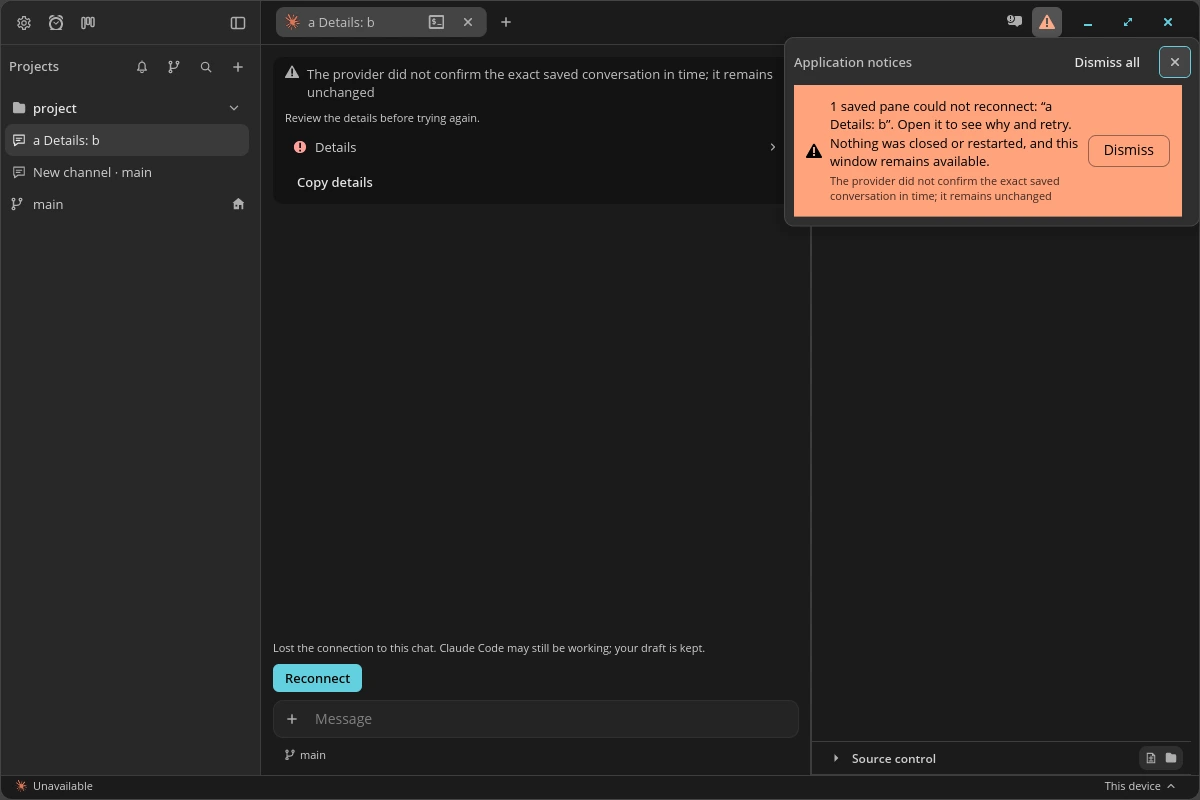 a Details: b
Projects
project
a Details: b
New channel · main
main
The provider did not confirm the exact saved conversation in time; it remains
unchanged
Review the details before trying again.
Details
Copy details
Application notices
Dismiss all
1 saved pane could not reconnect: “a
Details: b”. Open it to see why and retry.
Nothing was closed or restarted, and this
window remains available.
The provider did not confirm the exact saved
conversation in time; it remains unchanged
Dismiss
Lost the connection to this chat. Claude Code may still be working; your draft is kept.
Reconnect
Message
main
Source control
Unavailable
This device